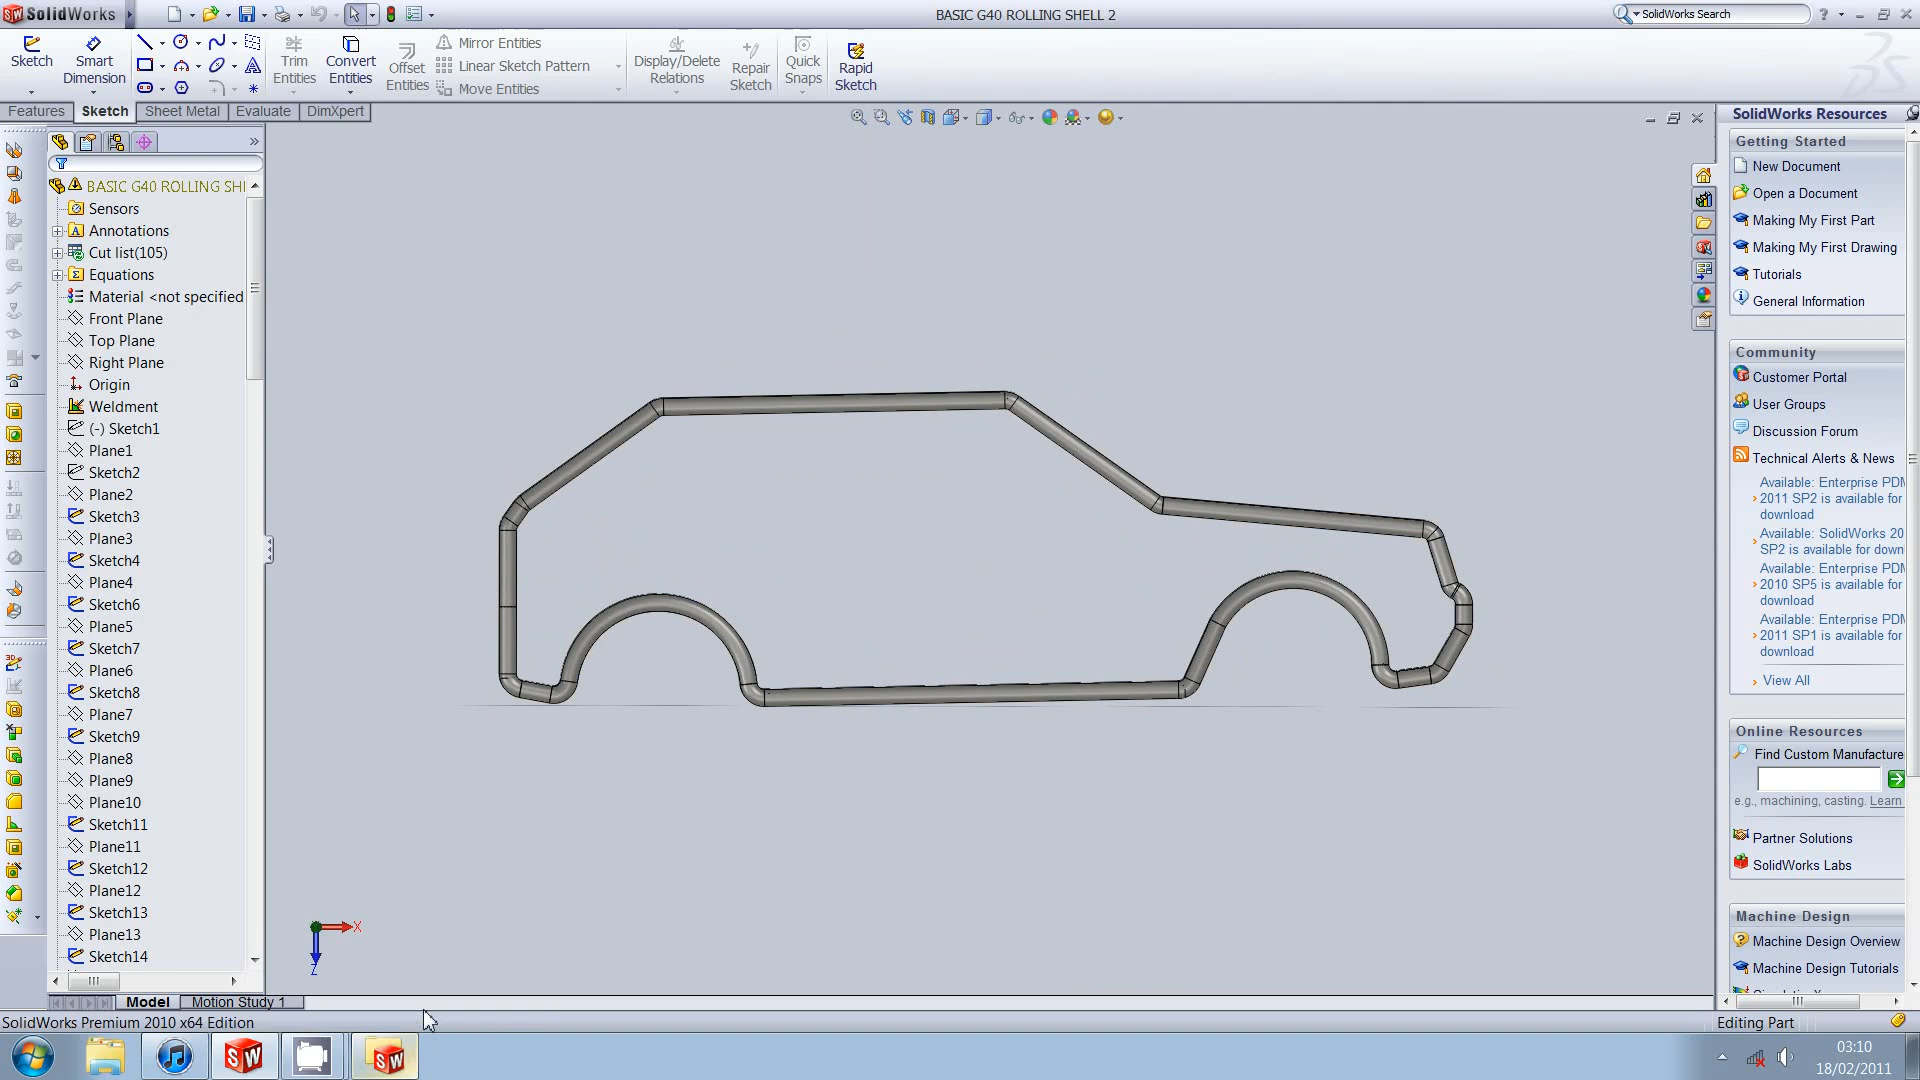 SolidWorks
BASIC G40 ROLLING SHELL 2
SolidWorks Search
Sketch
Smart Dimension
Trim Entities
Convert Entities
Offset Entities
Mirror Entities
Linear Sketch Pattern
Move Entities
Display/Delete Relations
Repair Sketch
Quick Snaps
Rapid Sketch
Features
Sketch
Sheet Metal
Evaluate
DimXpert
BASIC G40 ROLLING SHI
Sensors
Annotations
Cut list(105)
Equations
Material <not specified
Front Plane
Top Plane
Right Plane
Origin
Weldment
(-) Sketch1
Plane1
Sketch2
Plane2
Sketch3
Plane3
Sketch4
Plane4
Sketch6
Plane5
Sketch7
Plane6
Sketch8
Plane7
Sketch9
Plane8
Plane9
Plane10
Sketch11
Plane11
Sketch12
Plane12
Sketch13
Plane13
Sketch14
X
Z
Model
Motion Study 1
SolidWorks Premium 2010 x64 Edition
SolidWorks Resources
Getting Started
New Document
Open a Document
Making My First Part
Making My First Drawing
Tutorials
General Information
Community
Customer Portal
User Groups
Discussion Forum
Technical Alerts & News
Available: Enterprise PDM
2011 SP2 is available for
download
Available: SolidWorks 20
SP2 is available for down
Available: Enterprise PDM
2010 SP5 is available for
download
Available: Enterprise PDM
2011 SP1 is available for
download
View All
Online Resources
Find Custom Manufacture
e.g., machining, casting. Learn
Partner Solutions
SolidWorks Labs
Machine Design
Machine Design Overview
Machine Design Tutorials
Editing Part
03:10
18/02/2011